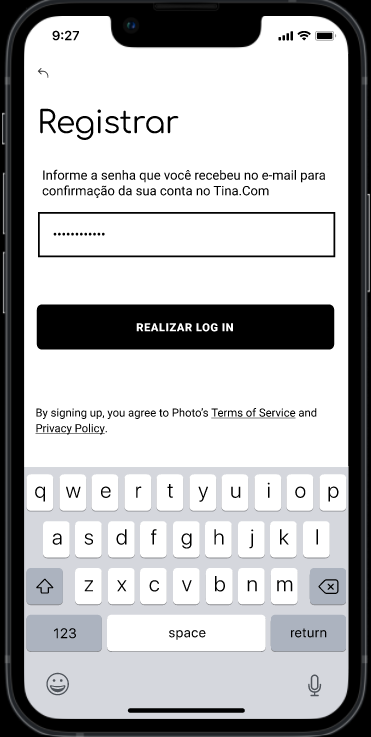 9:27
Registrar
Informe a senha que você recebeu no e-mail para
confirmação da sua conta no Tina.Com
••••••••••••
REALIZAR LOG IN
By signing up, you agree to Photo's Terms of Service and
Privacy Policy.
q w e r t y u i o p
a s d f g h j k l
z x c v b n m
123 space return